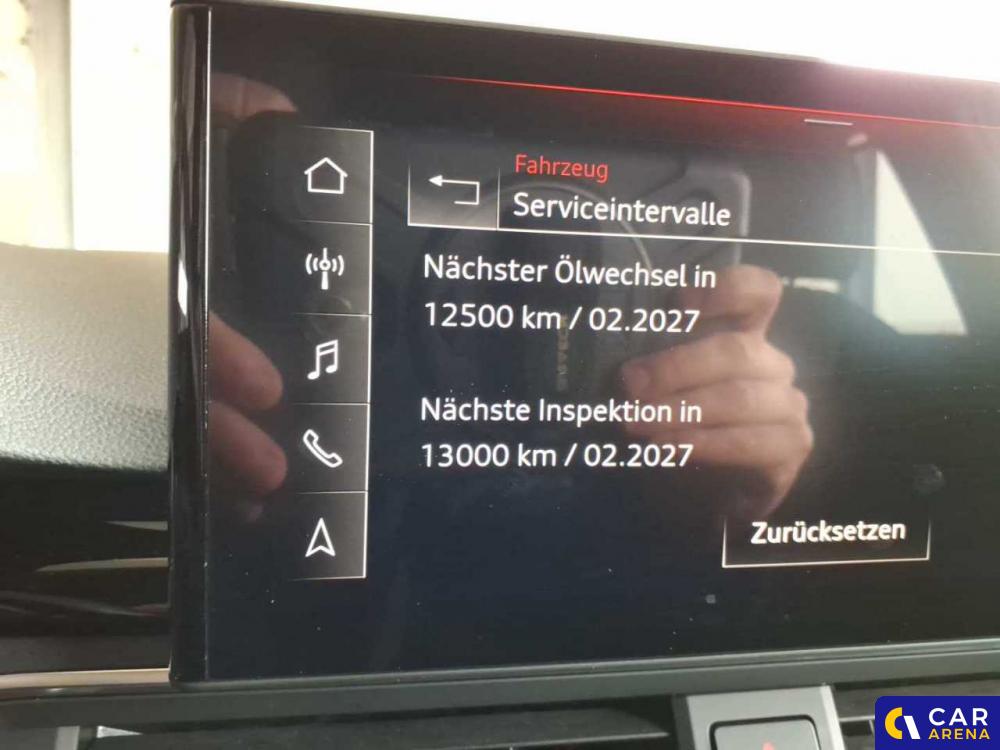 Fahrzeug
Serviceintervalle
Nächster Ölwechsel in
12500 km / 02.2027
Nächste Inspektion in
13000 km / 02.2027
Zurücksetzen
CAR
ARENA